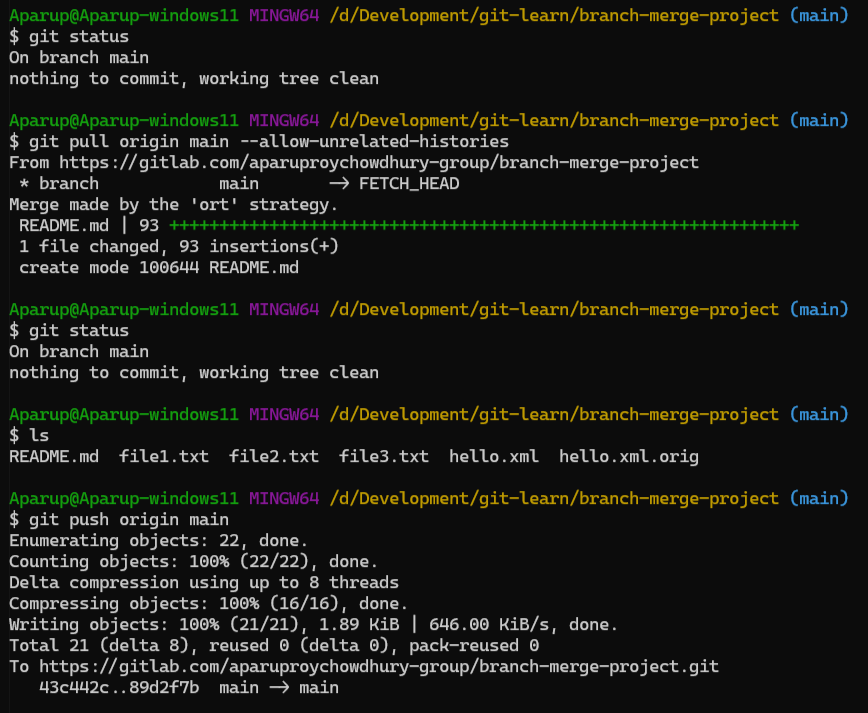 Aparup@Aparup-windows11 MINGW64 /d/Development/git-learn/branch-merge-project (main)
$ git status
On branch main
nothing to commit, working tree clean

Aparup@Aparup-windows11 MINGW64 /d/Development/git-learn/branch-merge-project (main)
$ git pull origin main --allow-unrelated-histories
From https://gitlab.com/aparuproychowdhury-group/branch-merge-project
 * branch            main       -> FETCH_HEAD
Merge made by the 'ort' strategy.
 README.md | 93 +++++++++++++++++++++++++++++++++++++++++++++++++++++++++++++++
 1 file changed, 93 insertions(+)
 create mode 100644 README.md

Aparup@Aparup-windows11 MINGW64 /d/Development/git-learn/branch-merge-project (main)
$ git status
On branch main
nothing to commit, working tree clean

Aparup@Aparup-windows11 MINGW64 /d/Development/git-learn/branch-merge-project (main)
$ ls
README.md  file1.txt  file2.txt  file3.txt  hello.xml  hello.xml.orig

Aparup@Aparup-windows11 MINGW64 /d/Development/git-learn/branch-merge-project (main)
$ git push origin main
Enumerating objects: 22, done.
Counting objects: 100% (22/22), done.
Delta compression using up to 8 threads
Compressing objects: 100% (16/16), done.
Writing objects: 100% (21/21), 1.89 KiB | 646.00 KiB/s, done.
Total 21 (delta 8), reused 0 (delta 0), pack-reused 0
To https://gitlab.com/aparuproychowdhury-group/branch-merge-project.git
   43c442c..89d2f7b  main -> main